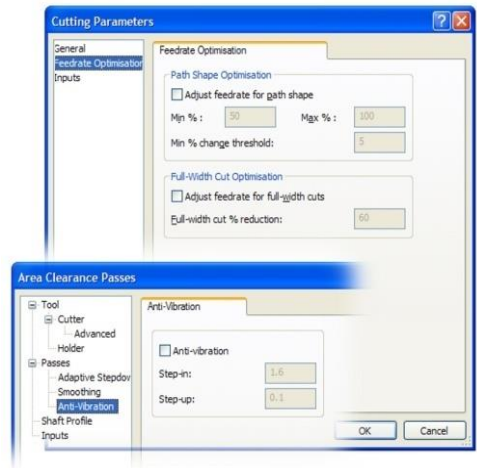 Cutting Parameters
General
Feedrate Optimisation
Inputs
Feedrate Optimisation
Path Shape Optimisation
Adjust feedrate for path shape
Min % : 50 Max % : 100
Min % change threshold: 5
Full-Width Cut Optimisation
Adjust feedrate for full-width cuts
Full-width cut % reduction: 60
Area Clearance Passes
Tool
Cutter
Advanced
Holder
Passes
Adaptive Stepdov
Smoothing
Anti-Vibration
Shaft Profile
Inputs
Anti-Vibration
Anti-vibration
Step-in: 1.6
Step-up: 0.1
OK Cancel